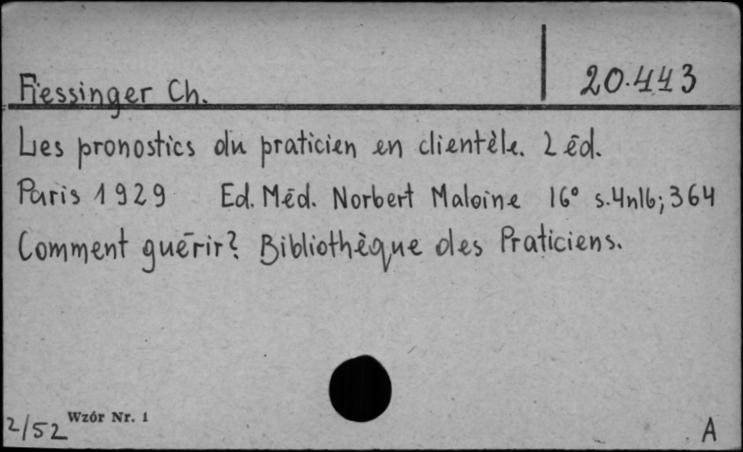 Fiessinger Ch.
20.443
Les pronostics du praticien en clientèle. 2 éd.
Paris 1929 Ed. Méd. Norbert Maloine 16° s.4nlb; 364
Comment guérir? Bibliothèque des Praticiens.
2/52 Wzór Nr. 1
A